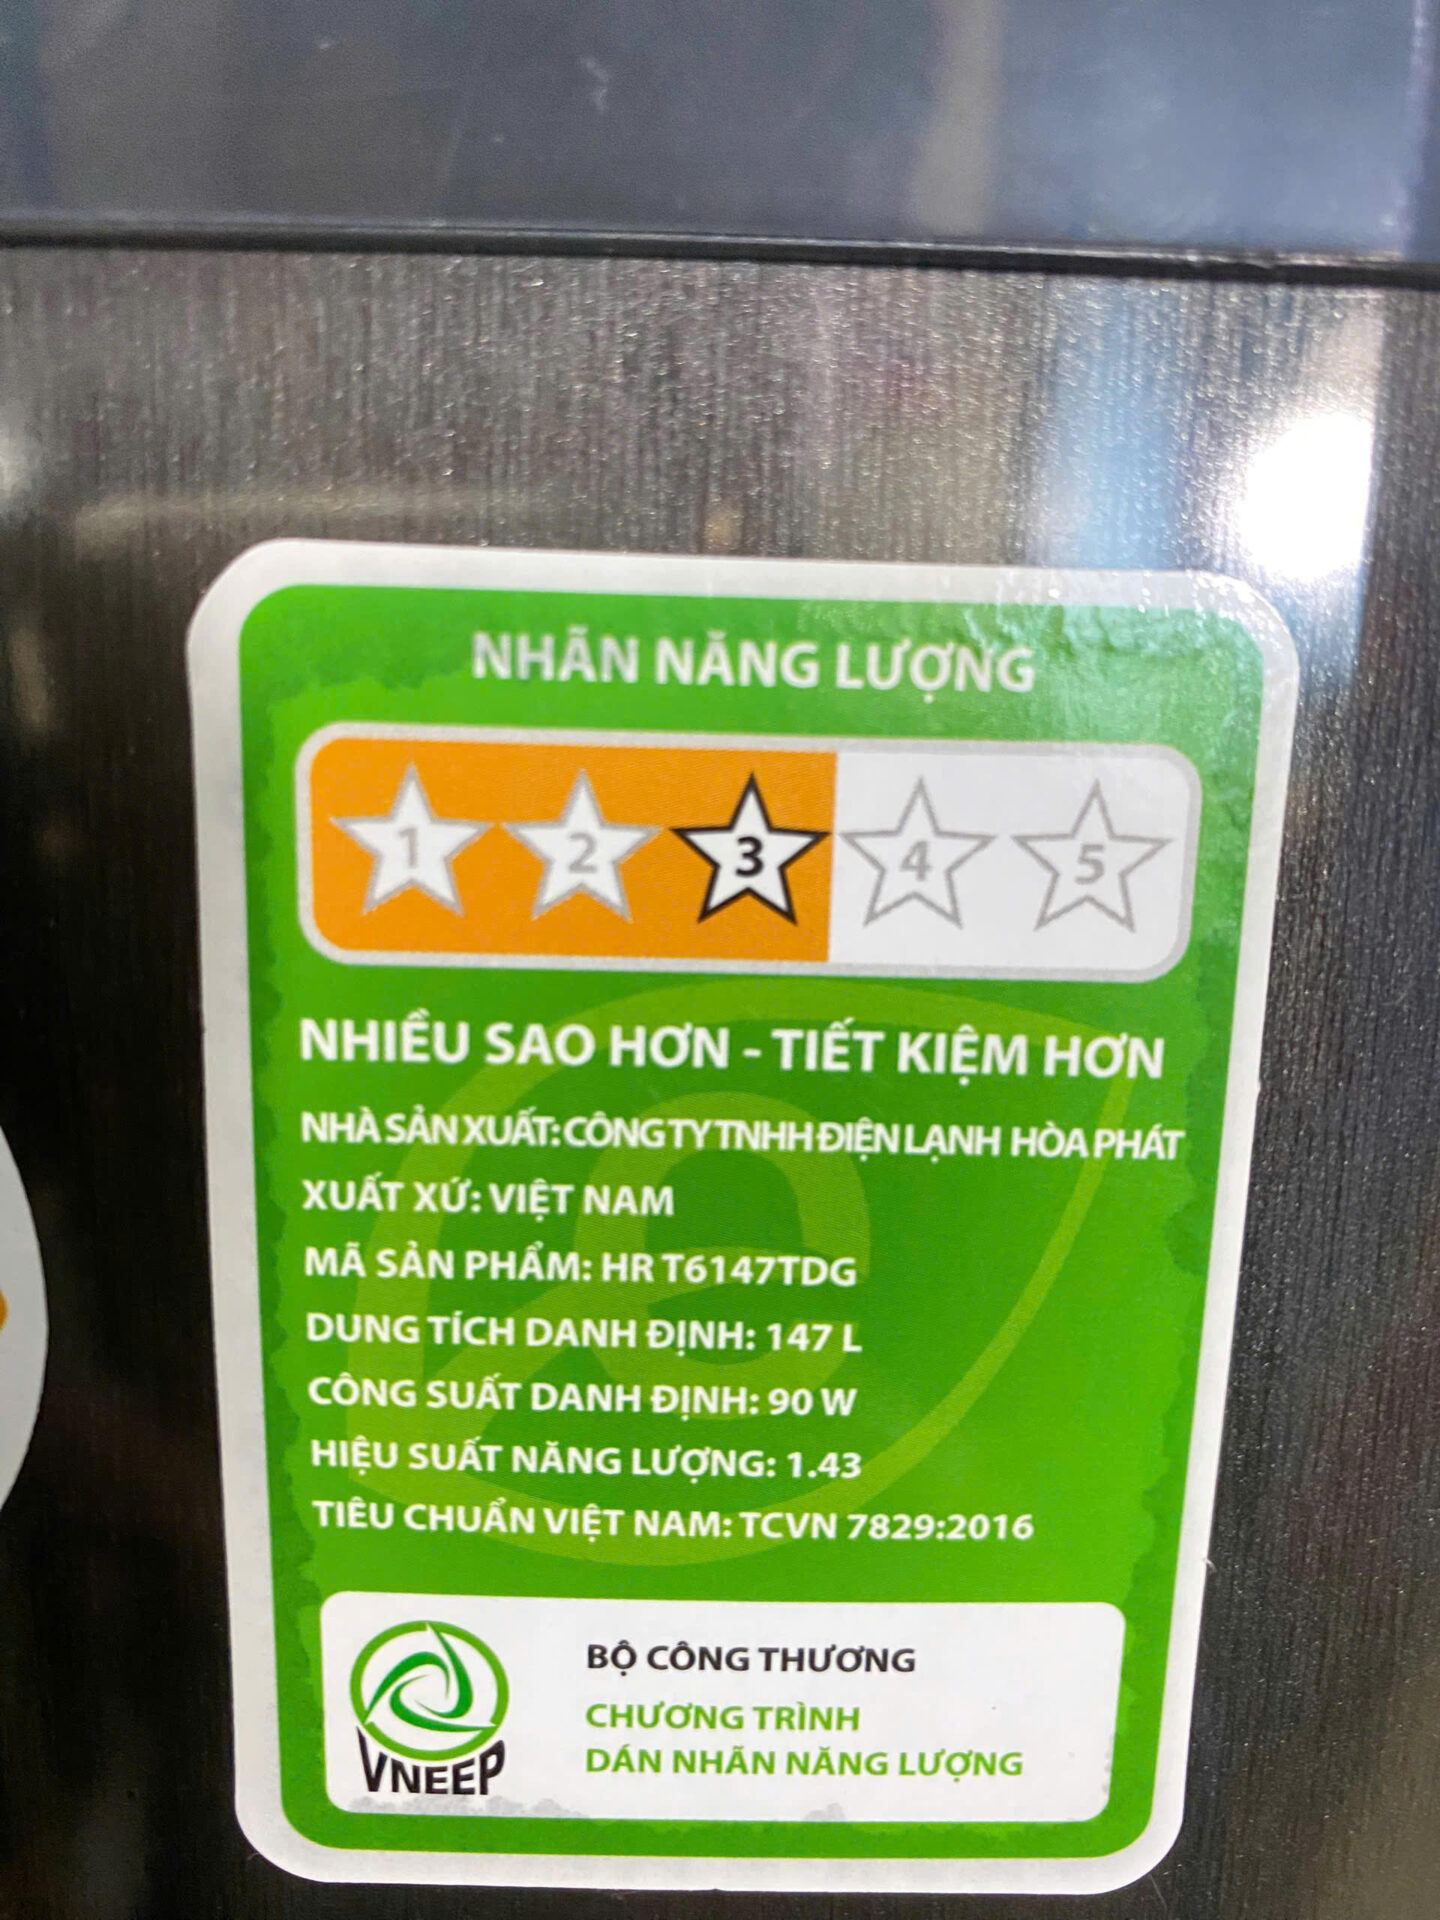 NHÃN NĂNG LƯỢNG
1 2 3 4 5
NHIỀU SAO HƠN - TIẾT KIỆM HƠN
NHÀ SẢN XUẤT: CÔNG TY TNHH ĐIỆN LẠNH HÒA PHÁT
XUẤT XỨ: VIỆT NAM
MÃ SẢN PHẨM: HR T6147TDG
DUNG TÍCH DANH ĐỊNH: 147 L
CÔNG SUẤT DANH ĐỊNH: 90 W
HIỆU SUẤT NĂNG LƯỢNG: 1.43
TIÊU CHUẨN VIỆT NAM: TCVN 7829:2016
VNEEP
BỘ CÔNG THƯƠNG
CHƯƠNG TRÌNH
DÁN NHÃN NĂNG LƯỢNG